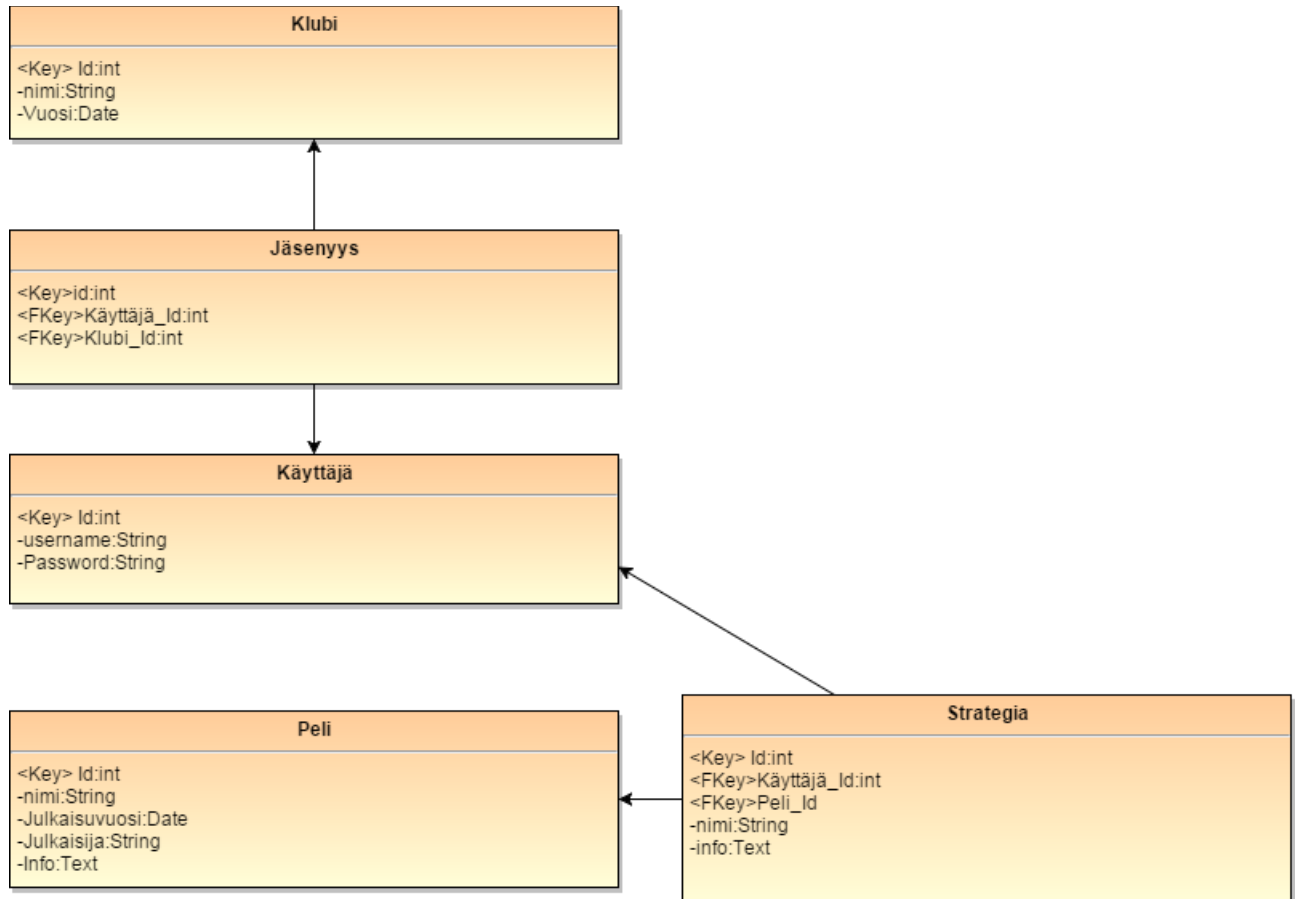 Klubi
<Key> Id:int
-nimi:String
-Vuosi:Date
Jäsenyys
<Key>id:int
<FKey>Käyttäjä_Id:int
<FKey>Klubi_Id:int
Käyttäjä
<Key> Id:int
-username:String
-Password:String
Peli
<Key> Id:int
-nimi:String
-Julkaisuvuosi:Date
-Julkaisija:String
-Info:Text
Strategia
<Key> Id:int
<FKey>Käyttäjä_Id:int
<FKey>Peli_Id
-nimi:String
-info:Text